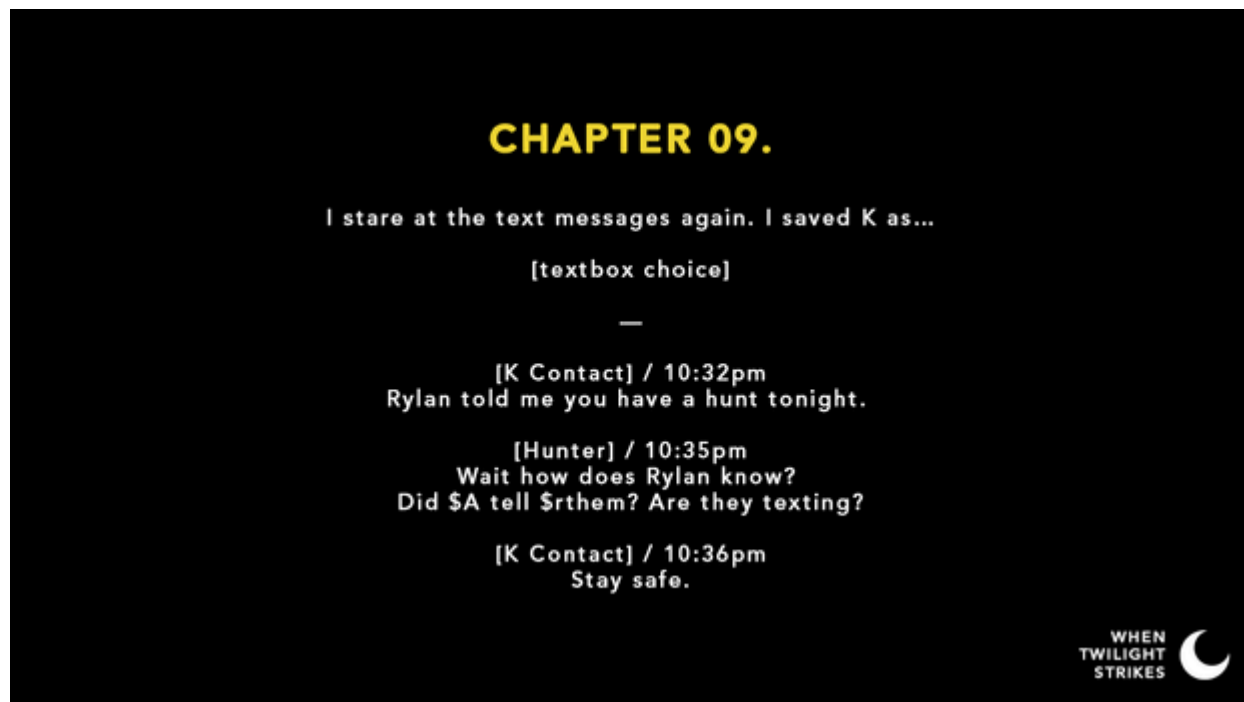 CHAPTER 09.
I stare at the text messages again. I saved K as...
[textbox choice]
—
[K Contact] / 10:32pm
Rylan told me you have a hunt tonight.
[Hunter] / 10:35pm
Wait how does Rylan know?
Did $A tell $rthem? Are they texting?
[K Contact] / 10:36pm
Stay safe.
WHEN
TWILIGHT
STRIKES